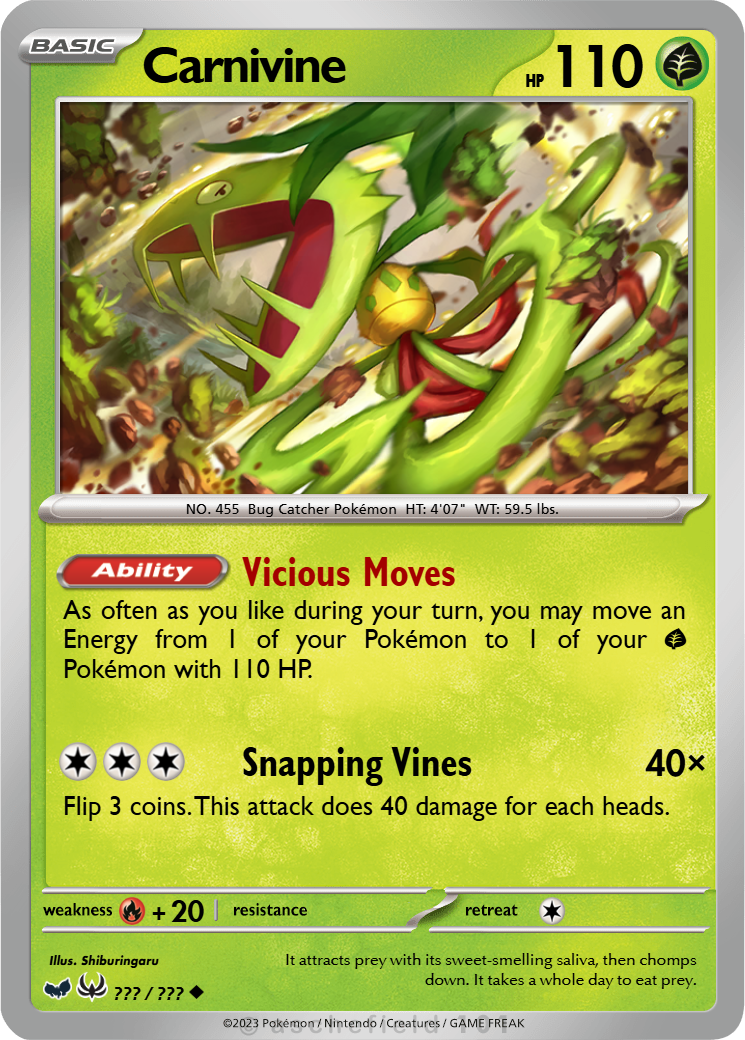 BASIC
Carnivine
HP 110
NO. 455 Bug Catcher Pokémon HT: 4'07" WT: 59.5 lbs.
Ability Vicious Moves
As often as you like during your turn, you may move an
Energy from 1 of your Pokémon to 1 of your
Pokémon with 110 HP.
Snapping Vines 40×
Flip 3 coins. This attack does 40 damage for each heads.
weakness + 20 resistance retreat
Illus. Shiburingaru
It attracts prey with its sweet-smelling saliva, then chomps
down. It takes a whole day to eat prey.
??? / ???
©2023 Pokémon / Nintendo / Creatures / GAME FREAK